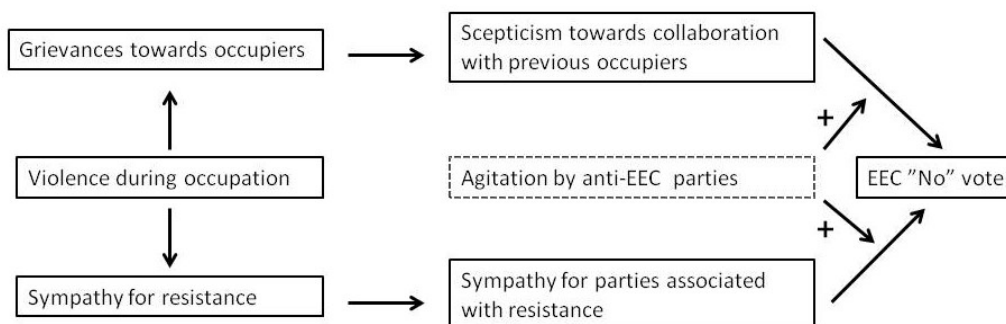 Grievances towards occupiers
Scepticism towards collaboration
with previous occupiers
+
Violence during occupation
Agitation by anti-EEC parties
EEC ”No” vote
+
Sympathy for resistance
Sympathy for parties associated
with resistance